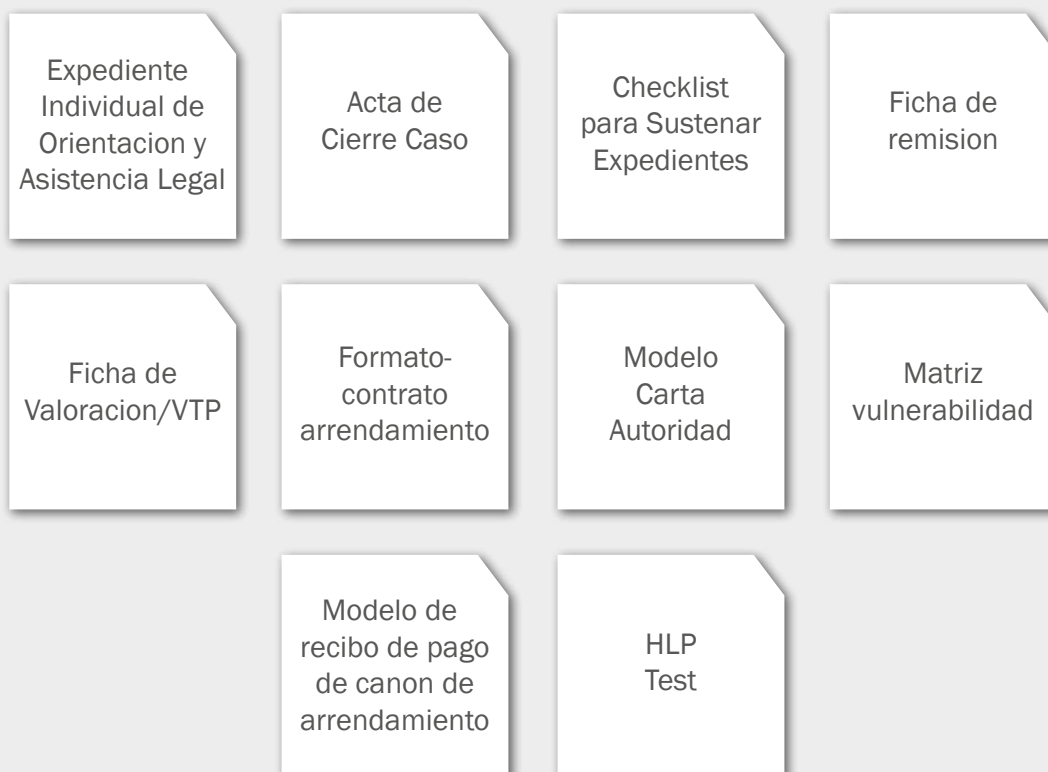 Expediente
Individual de
Orientacion y
Asistencia Legal
Acta de
Cierre Caso
Checklist
para Sustenar
Expedientes
Ficha de
remision
Ficha de
Valoracion/VTP
Formato-
contrato
arrendamiento
Modelo
Carta
Autoridad
Matriz
vulnerabilidad
Modelo de
recibo de pago
de canon de
arrendamiento
HLP
Test